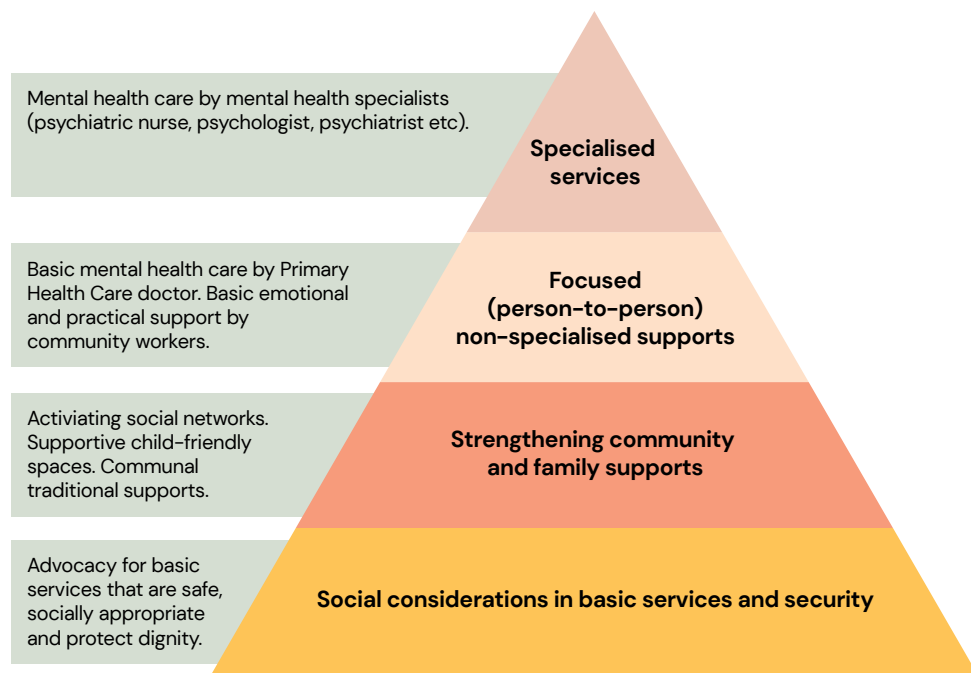 Mental health care by mental health specialists
(psychiatric nurse, psychologist, psychiatrist etc).
Specialised
services
Basic mental health care by Primary
Health Care doctor. Basic emotional
and practical support by
community workers.
Focused
(person-to-person)
non-specialised supports
Activiating social networks.
Supportive child-friendly
spaces. Communal
traditional supports.
Strengthening community
and family supports
Advocacy for basic
services that are safe,
socially appropriate
and protect dignity.
Social considerations in basic services and security